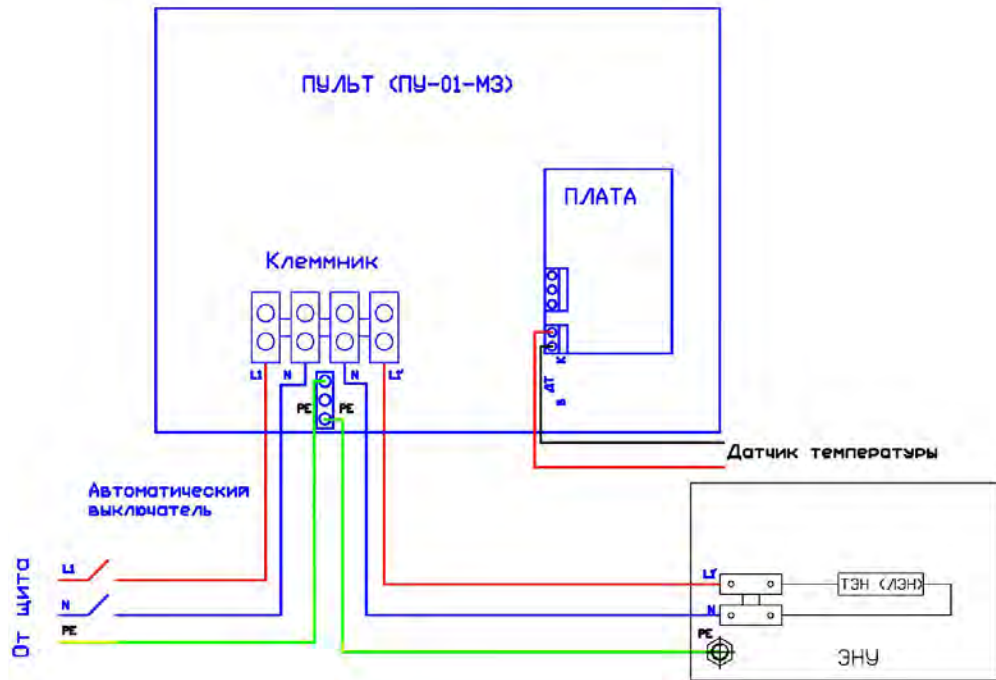 ПУЛЬТ (ПУ-01-М3)
ПЛАТА
Клеммник
L1 N N L1'
PE PE
К
ДТ
В
Датчик температуры
Автоматический
выключатель
От щита
L1
N
PE
L1'
N
PE
ТЭН (ЛЭН)
ЭНУ